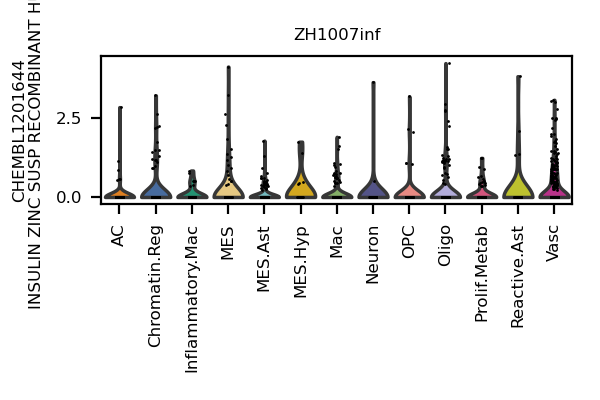 ZH1007inf
CHEMBL1201644
INSULIN ZINC SUSP RECOMBINANT H
2.5
0.0
AC
Chromatin.Reg
Inflammatory.Mac
MES
MES.Ast
MES.Hyp
Mac
Neuron
OPC
Oligo
Prolif.Metab
Reactive.Ast
Vasc